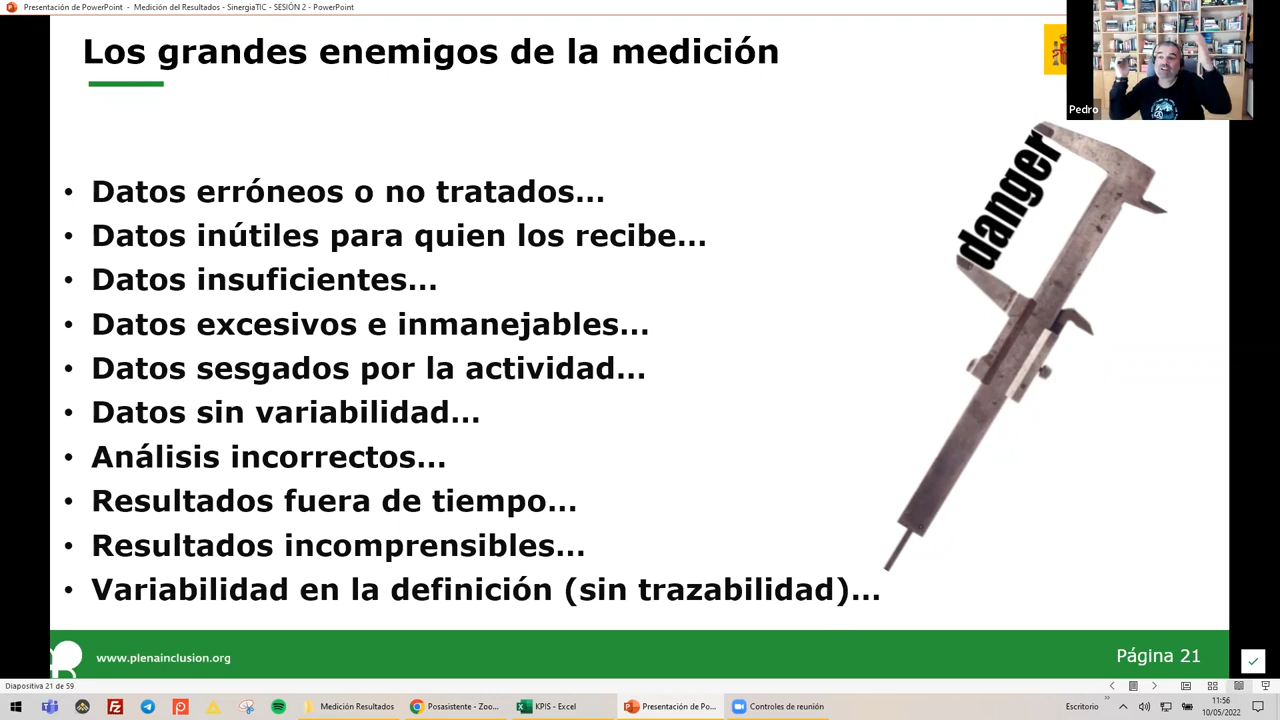 Presentación de PowerPoint - Medición del Resultados - SinergiaTIC - SESIÓN 2 - PowerPoint
Los grandes enemigos de la medición
Pedro
danger
• Datos erróneos o no tratados...
• Datos inútiles para quien los recibe...
• Datos insuficientes...
• Datos excesivos e inmanejables...
• Datos sesgados por la actividad...
• Datos sin variabilidad...
• Análisis incorrectos...
• Resultados fuera de tiempo...
• Resultados incomprensibles...
• Variabilidad en la definición (sin trazabilidad)...
www.plenainclusion.org
Página 21
Diapositiva 21 de 59
Medición Resultados
Posasistente - Zoo...
KPIS - Excel
Presentación de Po...
Controles de reunión
Escritorio
11:56
10/05/2022